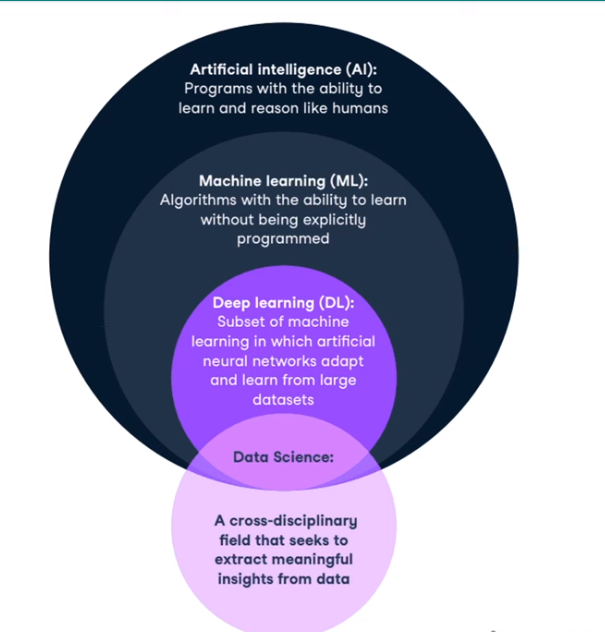 Artificial intelligence (AI):
Programs with the ability to
learn and reason like humans
Machine learning (ML):
Algorithms with the ability to learn
without being explicitly
programmed
Deep learning (DL):
Subset of machine
learning in which artificial
neural networks adapt
and learn from large
datasets
Data Science:
A cross-disciplinary
field that seeks to
extract meaningful
insights from data